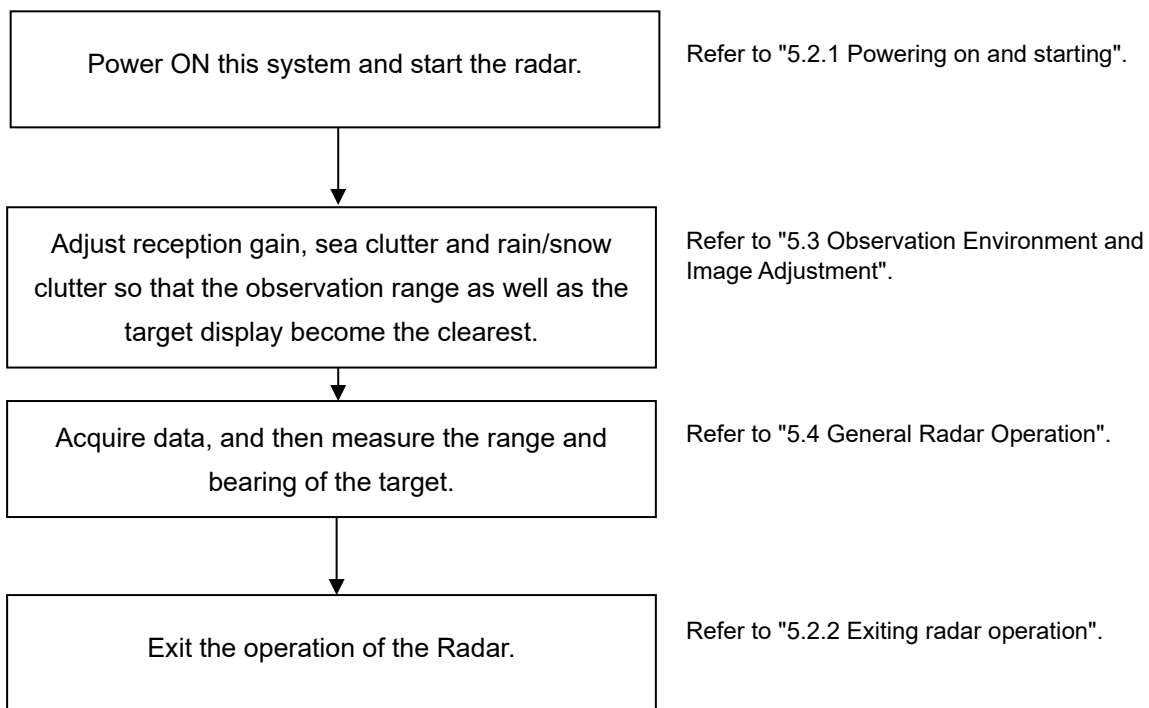 Power ON this system and start the radar.
Refer to "5.2.1 Powering on and starting".
Adjust reception gain, sea clutter and rain/snow
clutter so that the observation range as well as the
target display become the clearest.
Refer to "5.3 Observation Environment and
Image Adjustment".
Acquire data, and then measure the range and
bearing of the target.
Refer to "5.4 General Radar Operation".
Exit the operation of the Radar.
Refer to "5.2.2 Exiting radar operation".